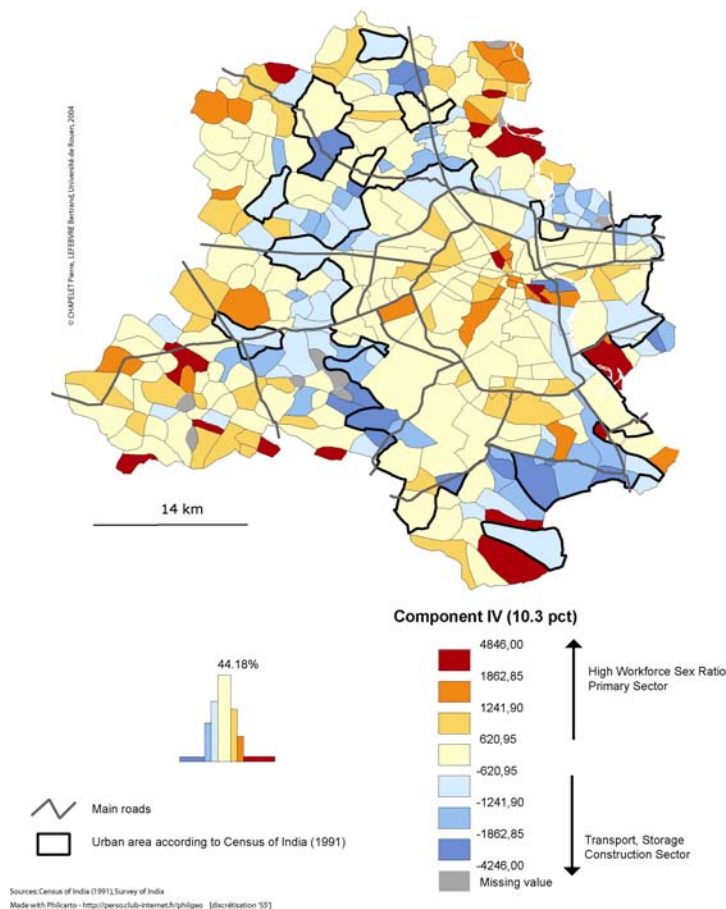 © CHAPELET Pierre, LEFEBVRE Bertrand, Université de Rouen, 2004
14 km
Component IV (10.3 pct)
4846,00
1862,85
1241,90
620,95
-620,95
-1241,90
-1862,85
-4246,00
Missing value
High Workforce Sex Ratio
Primary Sector
Transport, Storage
Construction Sector
44.18%
Main roads
Urban area according to Census of India (1991)
Sources:Census of India (1991), Survey of India
Made with Philcarto - http://perso.club-internet.fr/philgeo [discrétisation 'S5']